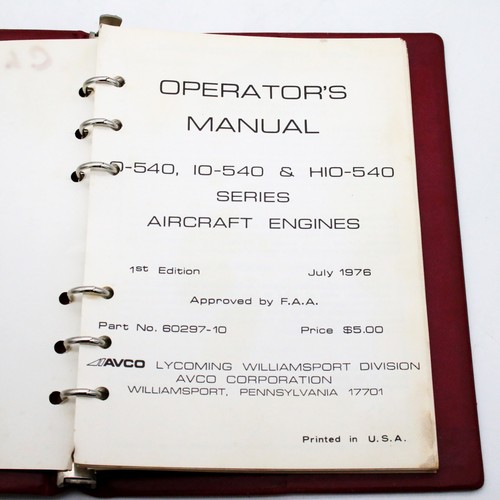 OPERATOR'S
MANUAL
O-540, IO-540 & HIO-540
SERIES
AIRCRAFT ENGINES
1st Edition July 1976
Approved by F.A.A.
Part No. 60297-10 Price $5.00
AVCO LYCOMING WILLIAMSPORT DIVISION
AVCO CORPORATION
WILLIAMSPORT, PENNSYLVANIA 17701
Printed in U.S.A.